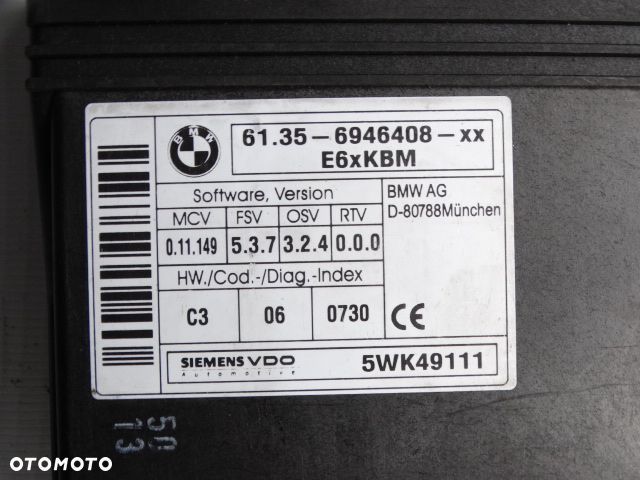 BMW
61.35 - 6946408 - xx
E6xKBM
Software, Version
MCV FSV OSV RTV
0.11.149 5.3.7 3.2.4 0.0.0
BMW AG
D-80788München
HW./Cod.-/Diag.-Index
C3 06 0730
CE
SIEMENS VDO
Automotive
5WK49111
13
OTOMOTO